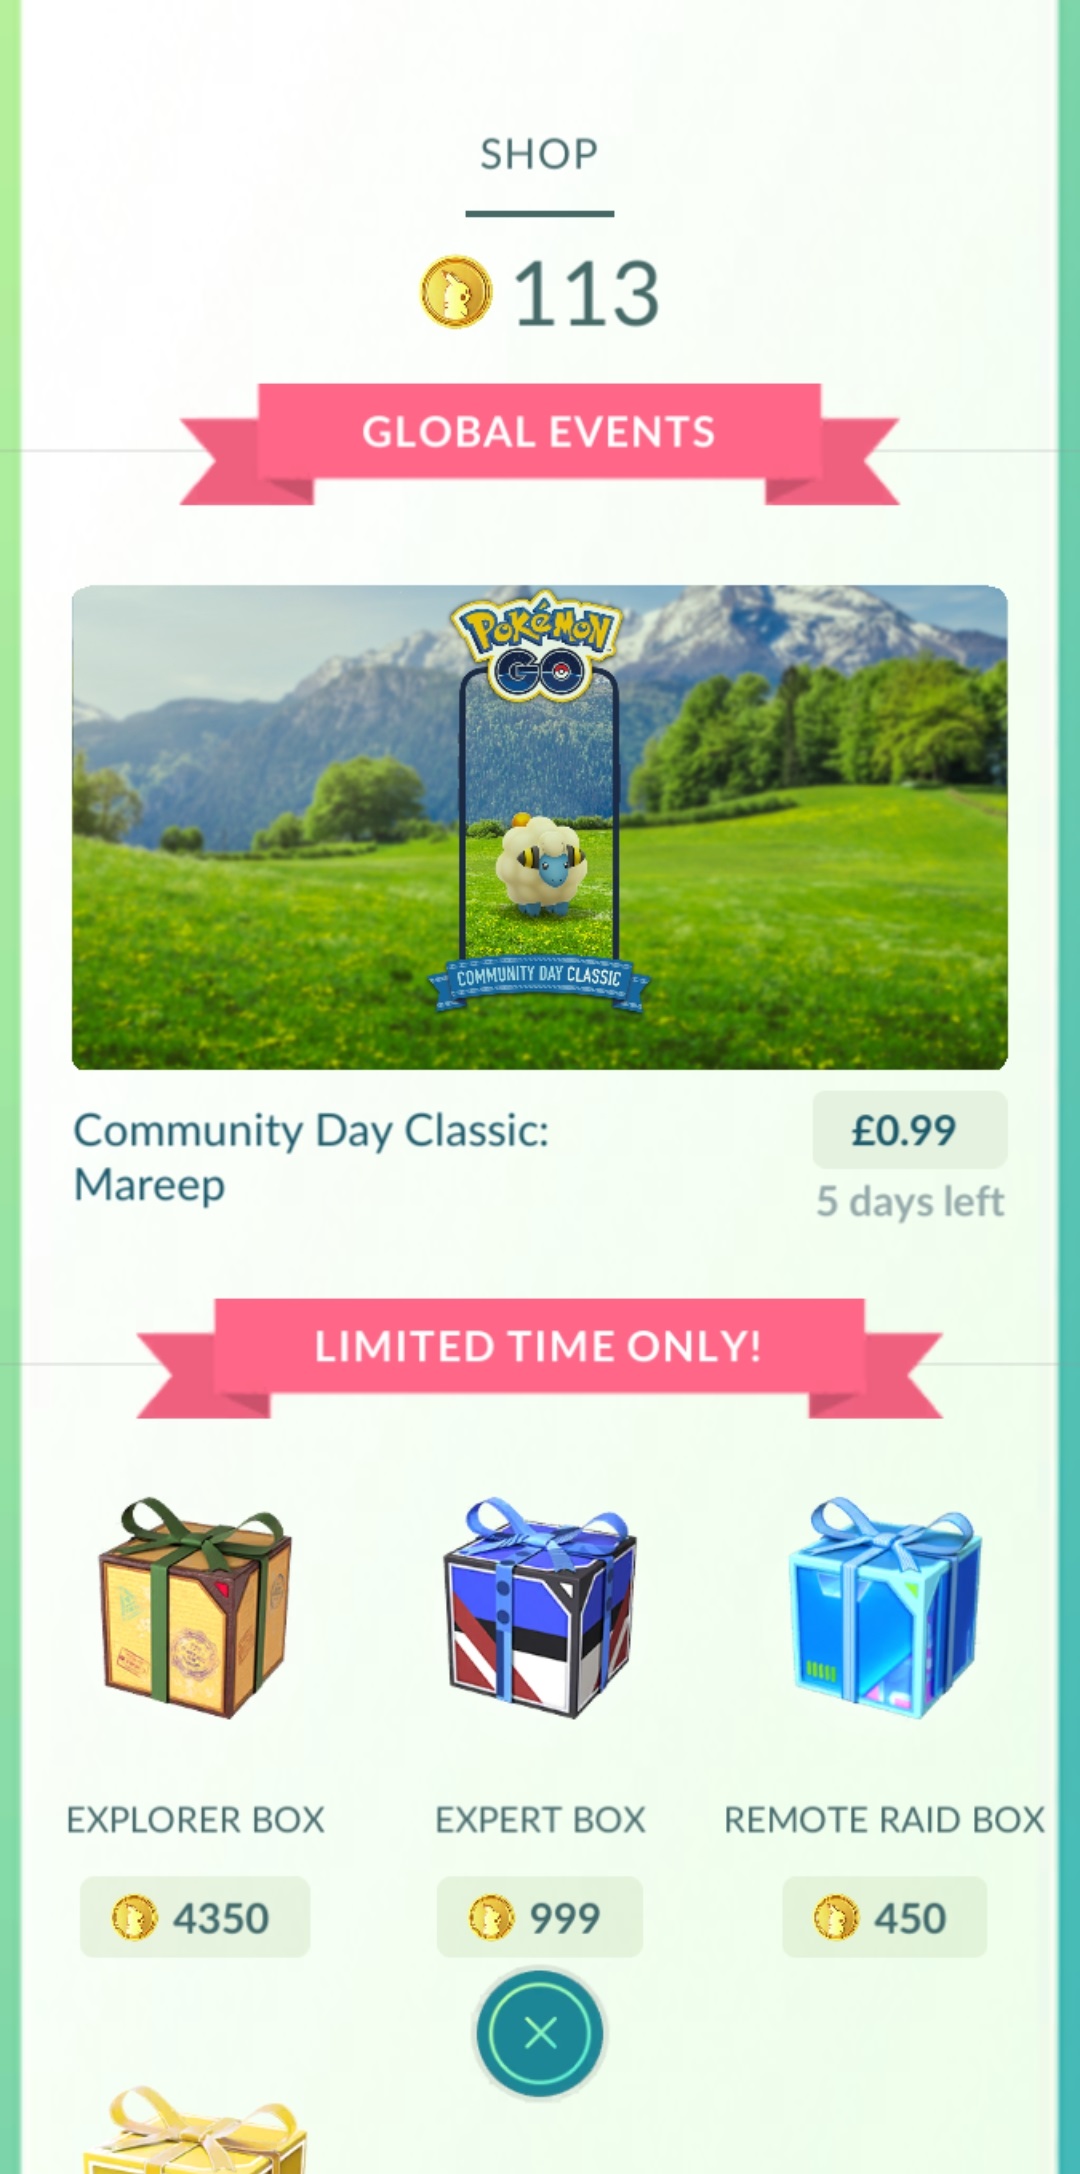 SHOP
113
GLOBAL EVENTS
POKéMON
GO
COMMUNITY DAY CLASSIC
Community Day Classic:
Mareep
£0.99
5 days left
LIMITED TIME ONLY!
EXPLORER BOX
EXPERT BOX
REMOTE RAID BOX
4350
999
450